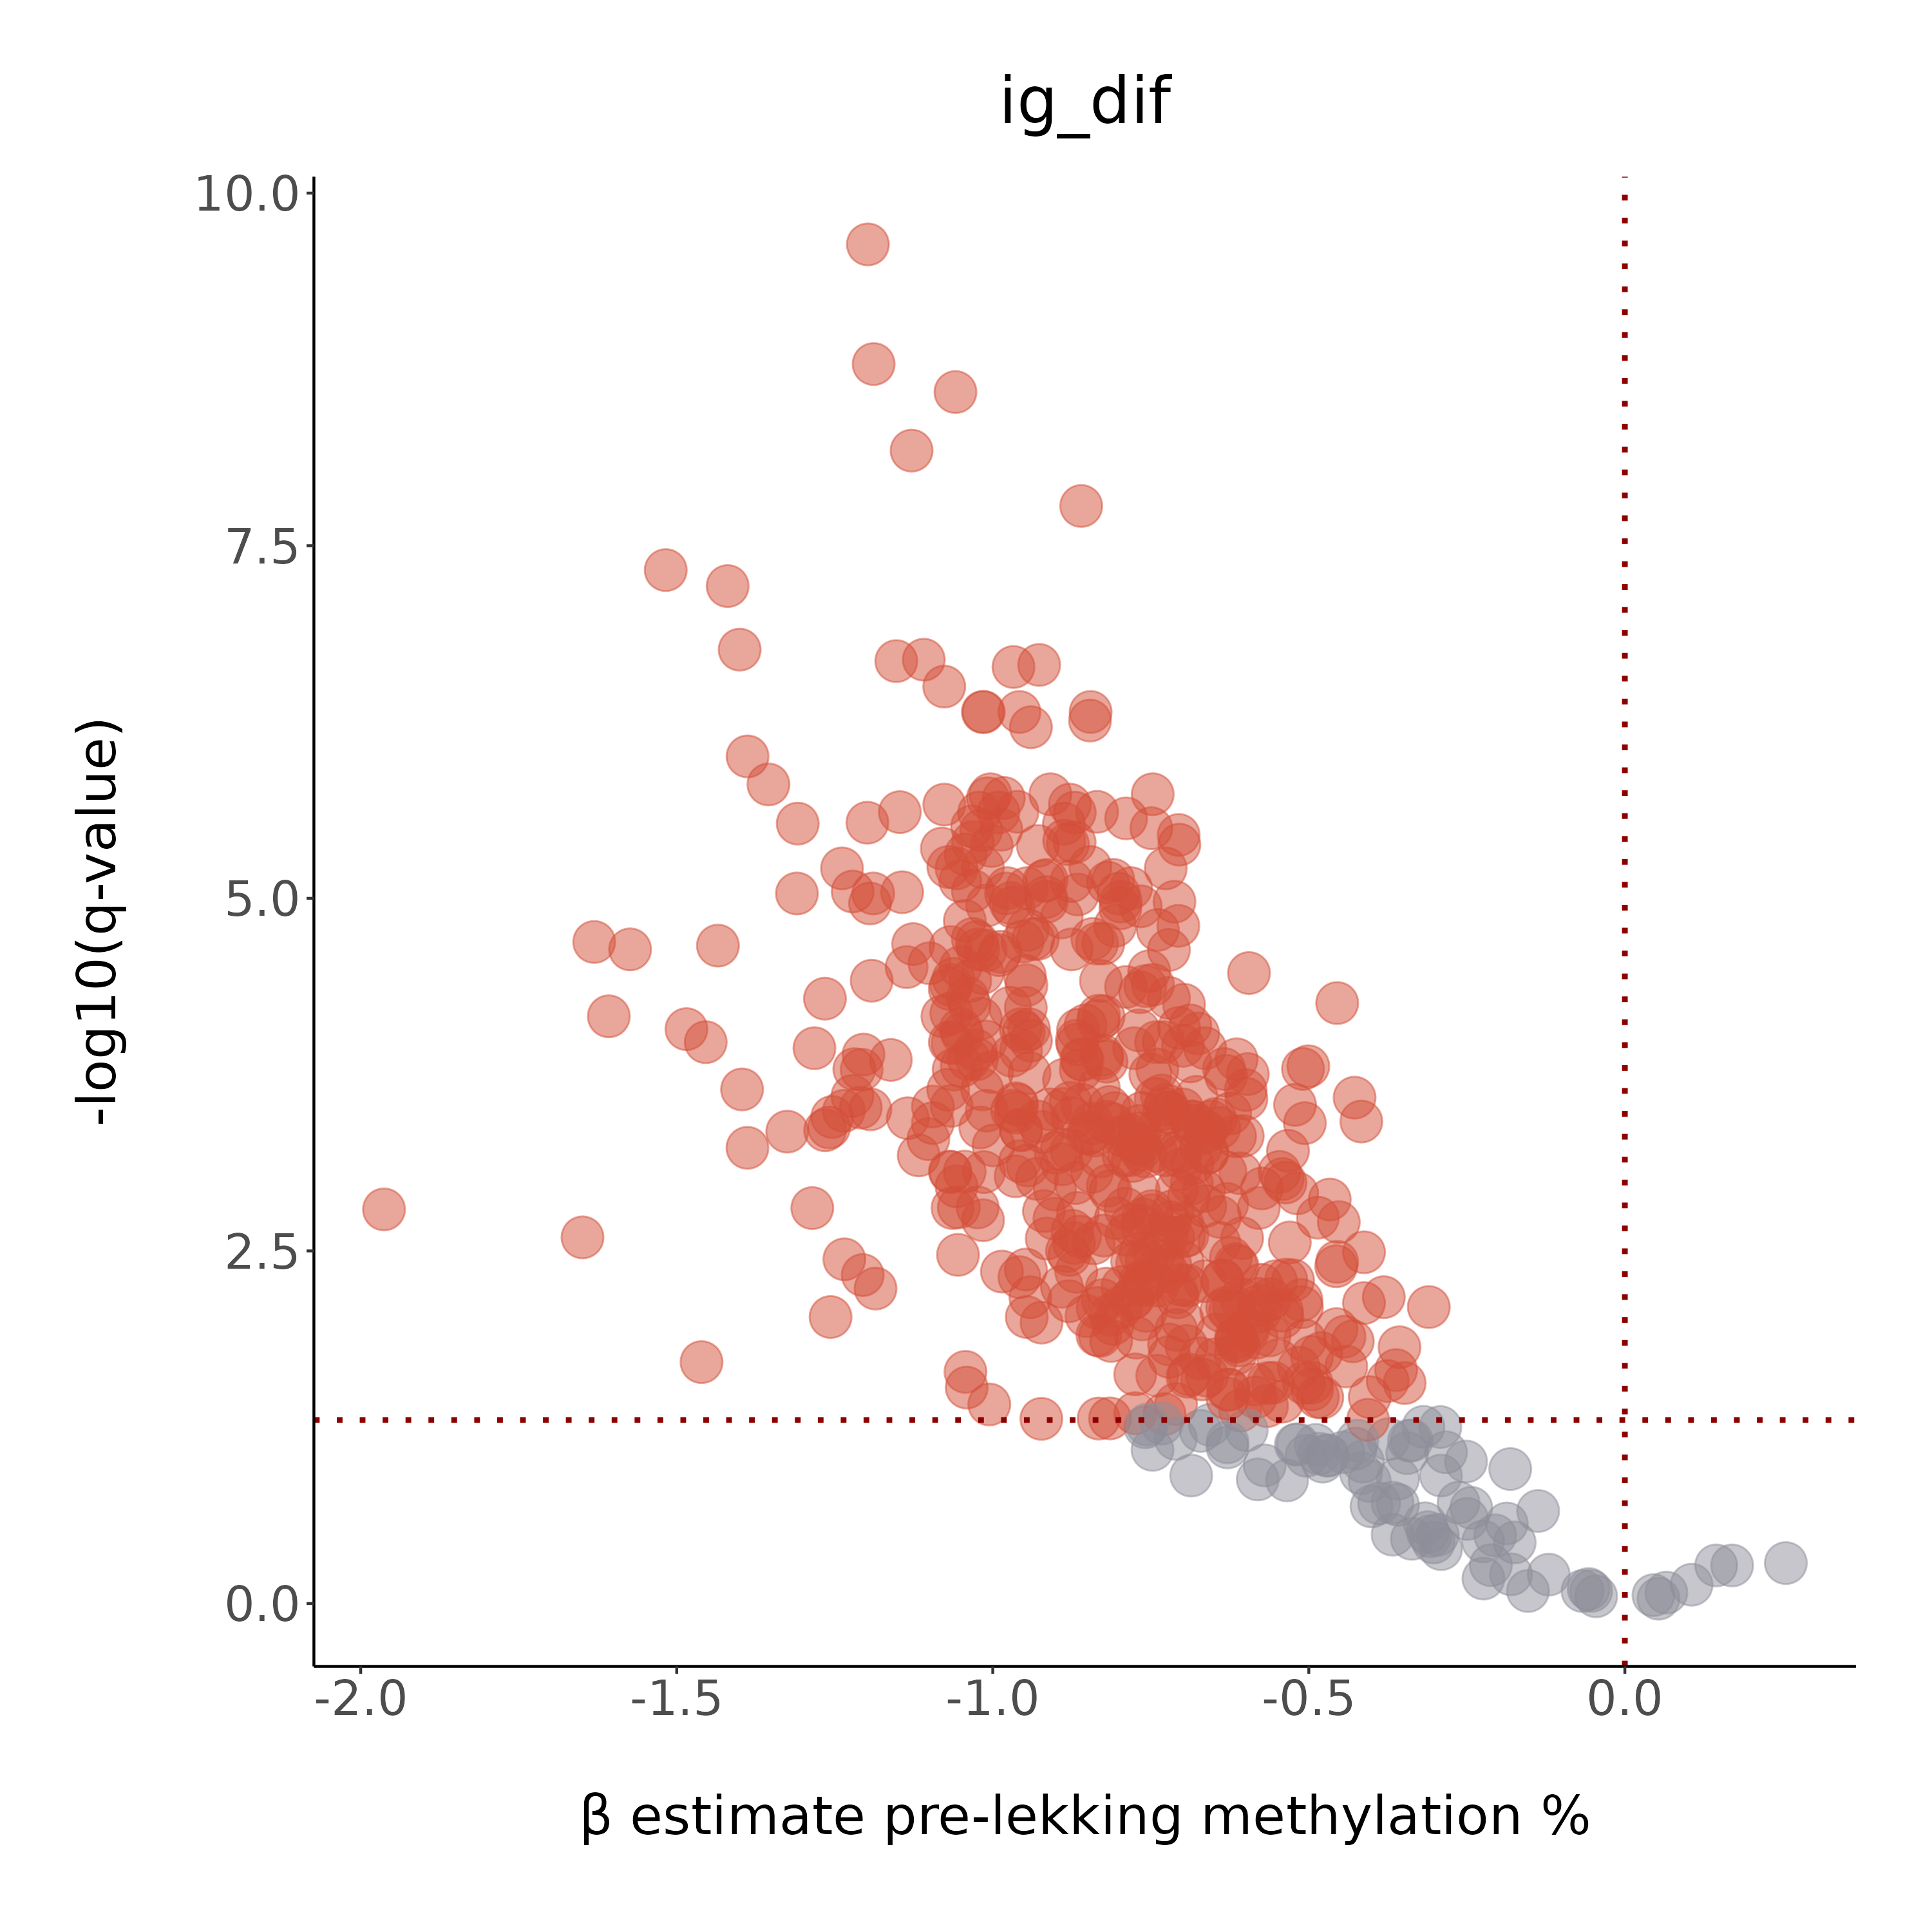 ig_dif
10.0
7.5
5.0
2.5
0.0
-log10(q-value)
-2.0 -1.5 -1.0 -0.5 0.0
β estimate pre-lekking methylation %